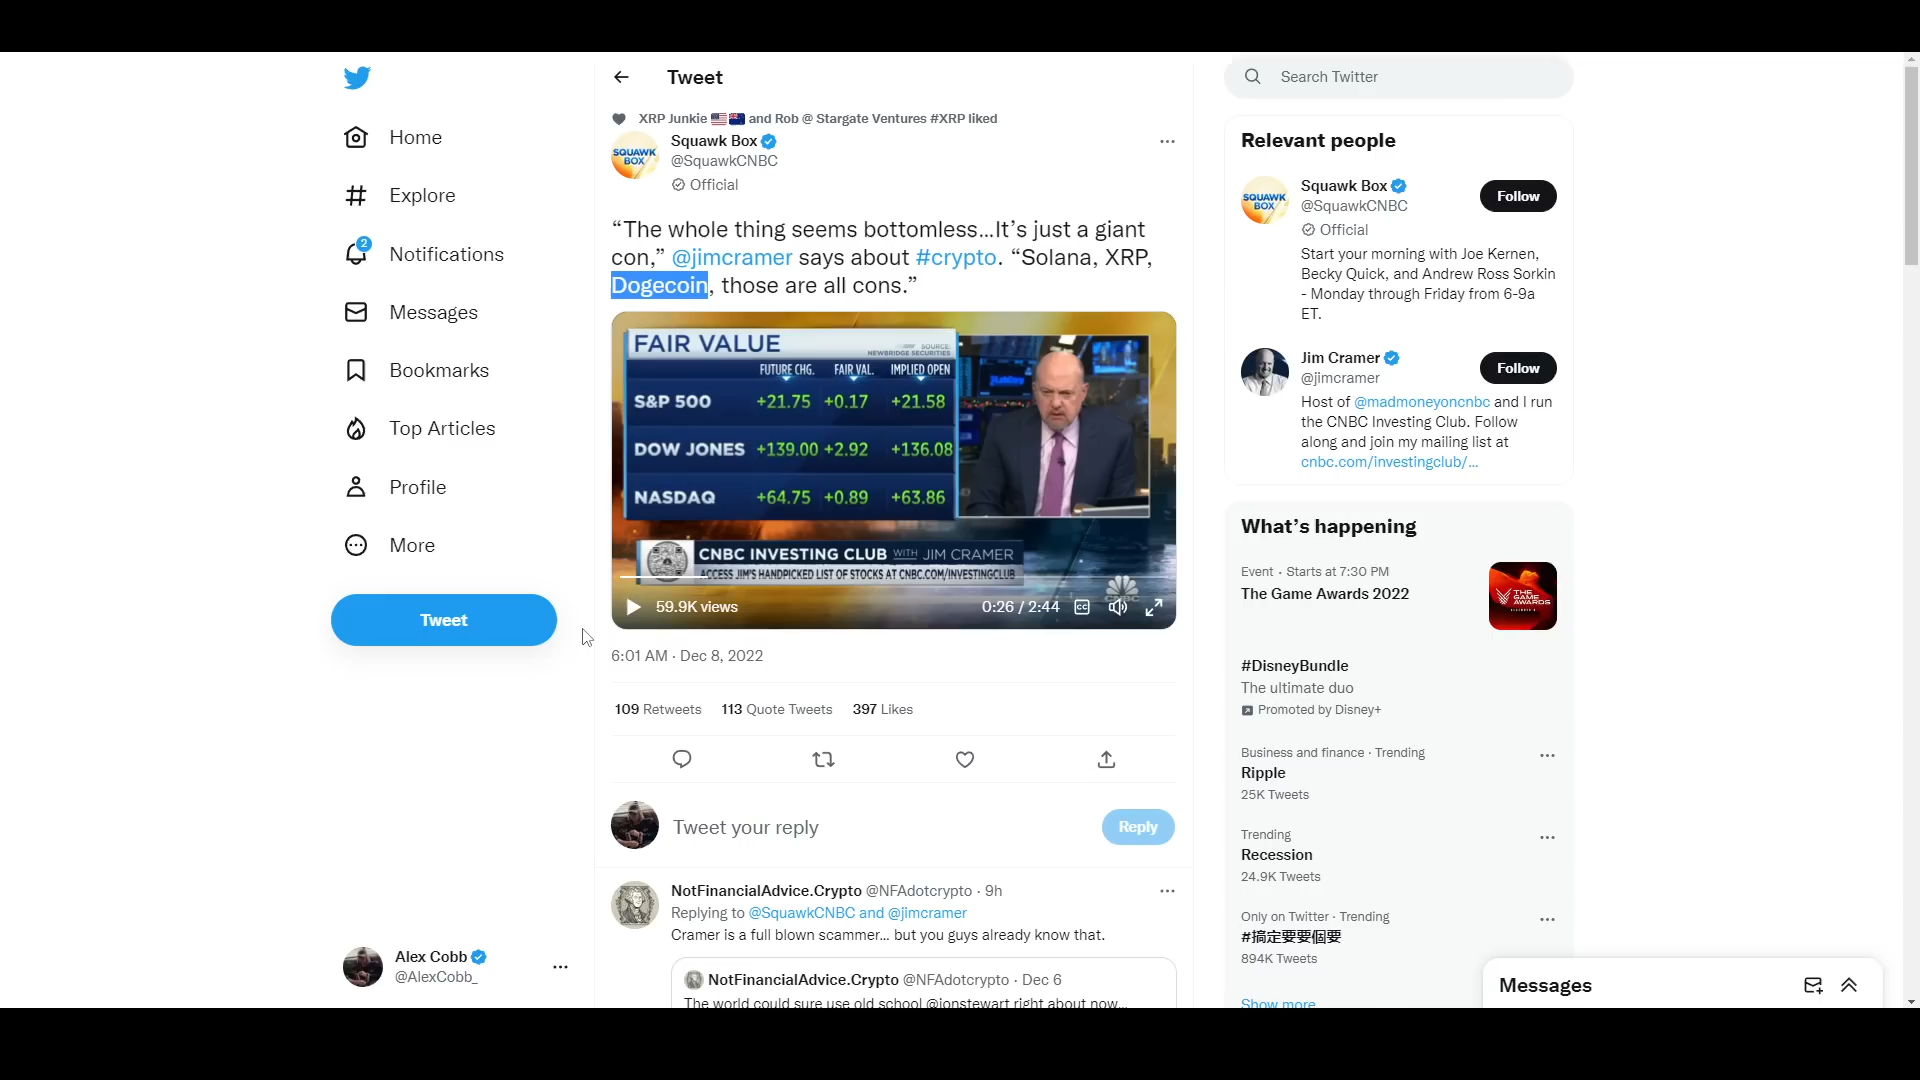 Home
Explore
2
Notifications
Messages
Bookmarks
Top Articles
Profile
More
Tweet
Alex Cobb
@AlexCobb_
Tweet
XRP Junkie 🇺🇸🇦🇺 and Rob @ Stargate Ventures #XRP liked
SQUAWK BOX
Squawk Box
@SquawkCNBC
Official
“The whole thing seems bottomless…It’s just a giant
con,” @jimcramer says about #crypto. “Solana, XRP,
Dogecoin, those are all cons.”
FAIR VALUE
SOURCE:
NEWBRIDGE SECURITIES
FUTURE CHG. FAIR VAL. IMPLIED OPEN
S&P 500 +21.75 +0.17 +21.58
DOW JONES +139.00 +2.92 +136.08
NASDAQ +64.75 +0.89 +63.86
CNBC INVESTING CLUB WITH JIM CRAMER
ACCESS JIM'S HANDPICKED LIST OF STOCKS AT CNBC.COM/INVESTINGCLUB
CNBC
59.9K views
0:26 / 2:44
CC
6:01 AM · Dec 8, 2022
109 Retweets 113 Quote Tweets 397 Likes
Tweet your reply
Reply
NotFinancialAdvice.Crypto @NFAdotcrypto · 9h
Replying to @SquawkCNBC and @jimcramer
Cramer is a full blown scammer... but you guys already know that.
NotFinancialAdvice.Crypto @NFAdotcrypto · Dec 6
The world could sure use old school @jonstewart right about now...
Search Twitter
Relevant people
SQUAWK BOX
Squawk Box
@SquawkCNBC
Official
Follow
Start your morning with Joe Kernen,
Becky Quick, and Andrew Ross Sorkin
- Monday through Friday from 6-9a
ET.
Jim Cramer
@jimcramer
Follow
Host of @madmoneyoncnbc and I run
the CNBC Investing Club. Follow
along and join my mailing list at
cnbc.com/investingclub/…
What’s happening
Event · Starts at 7:30 PM
The Game Awards 2022
THE GAME AWARDS
#DisneyBundle
The ultimate duo
Promoted by Disney+
Business and finance · Trending
Ripple
25K Tweets
Trending
Recession
24.9K Tweets
Only on Twitter · Trending
#搞定要要個要
894K Tweets
Show more
Messages